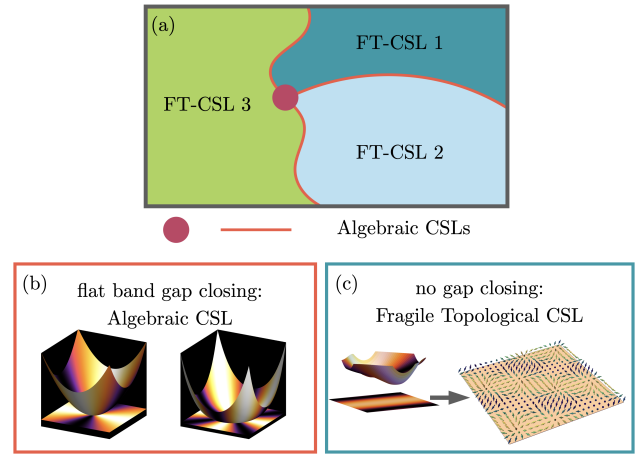 (a)
FT-CSL 1
FT-CSL 3
FT-CSL 2
Algebraic CSLs
(b)
flat band gap closing:
Algebraic CSL
(c)
no gap closing:
Fragile Topological CSL